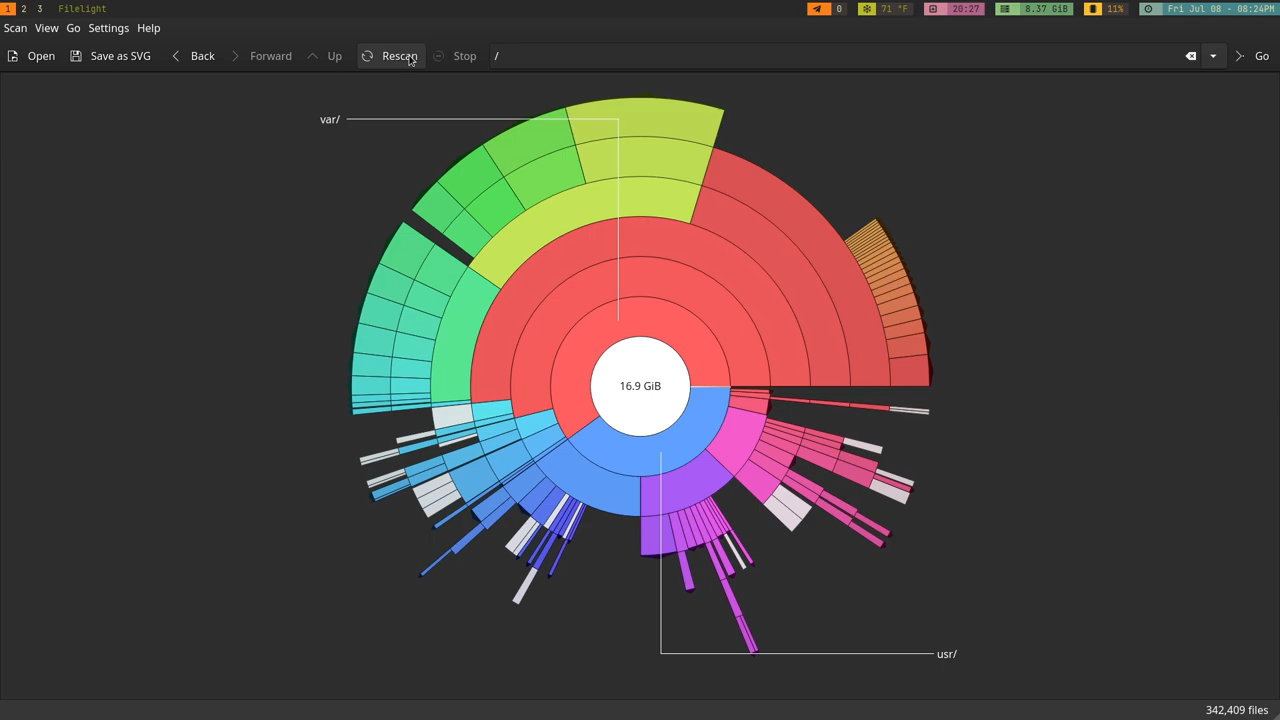 1 2 3 Filelight 0 71 °F 20:27 8.37 GiB 11% Fri Jul 08 - 08:24PM
Scan View Go Settings Help
Open Save as SVG Back Forward Up Rescan Stop / Go
var/
16.9 GiB
usr/
342,409 files